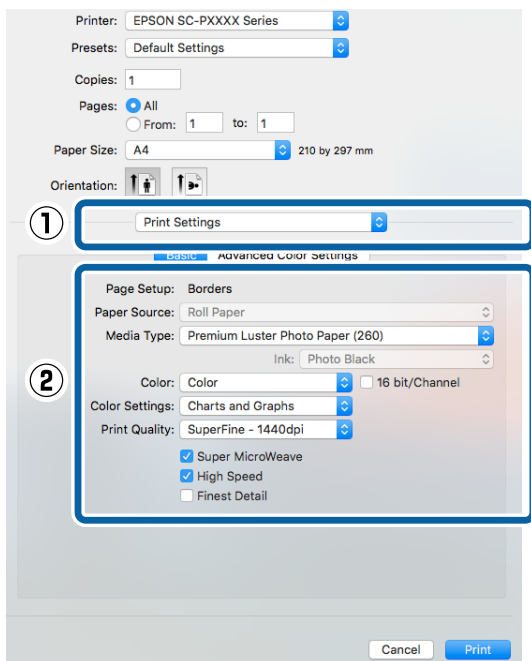 Printer: EPSON SC-PXXXX Series
Presets: Default Settings
Copies: 1
Pages: All
From: 1 to: 1
Paper Size: A4 210 by 297 mm
Orientation:
1 Print Settings
Basic Advanced Color Settings
2
Page Setup: Borders
Paper Source: Roll Paper
Media Type: Premium Luster Photo Paper (260)
Ink: Photo Black
Color: Color 16 bit/Channel
Color Settings: Charts and Graphs
Print Quality: SuperFine - 1440dpi
Super MicroWeave
High Speed
Finest Detail
Cancel Print